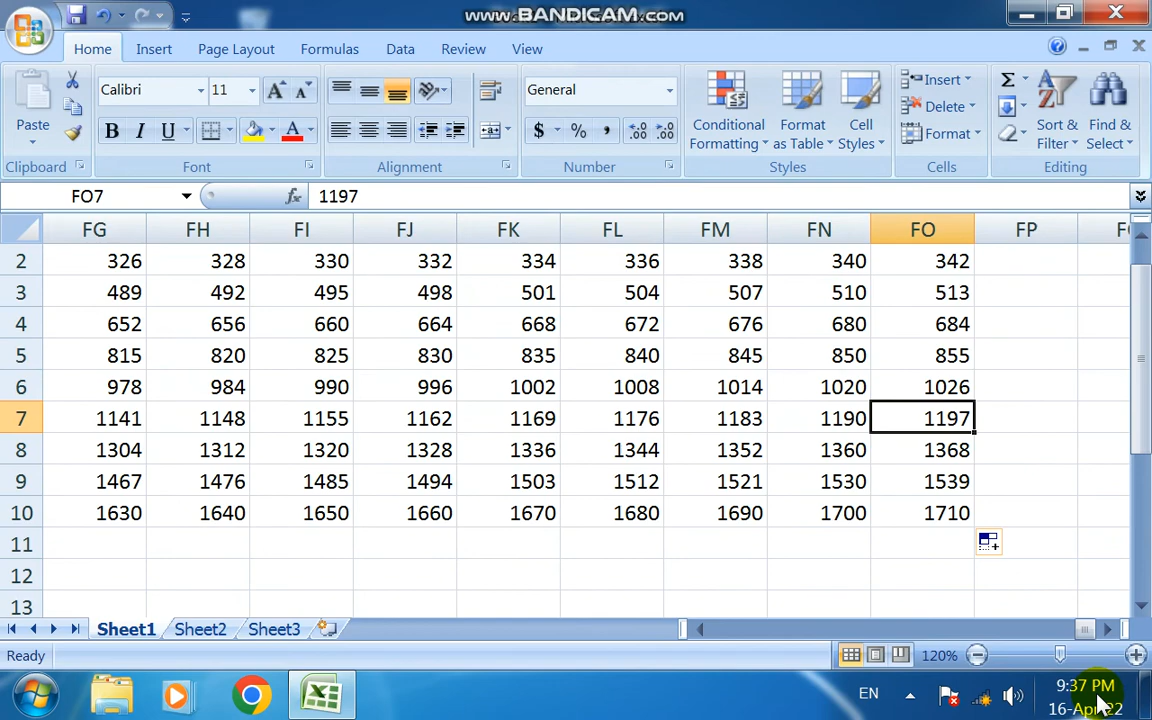 www.BANDICAM.com
Home Insert Page Layout Formulas Data Review View
Paste
Calibri 11
B I U A
General
$ % ,
Conditional Formatting
Format as Table
Cell Styles
Insert
Delete
Format
Σ
Sort & Filter
Find & Select
Clipboard Font Alignment Number Styles Cells Editing
FO7 fx 1197
FG FH FI FJ FK FL FM FN FO FP
2 326 328 330 332 334 336 338 340 342
3 489 492 495 498 501 504 507 510 513
4 652 656 660 664 668 672 676 680 684
5 815 820 825 830 835 840 845 850 855
6 978 984 990 996 1002 1008 1014 1020 1026
7 1141 1148 1155 1162 1169 1176 1183 1190 1197
8 1304 1312 1320 1328 1336 1344 1352 1360 1368
9 1467 1476 1485 1494 1503 1512 1521 1530 1539
10 1630 1640 1650 1660 1670 1680 1690 1700 1710
11
12
13
Sheet1 Sheet2 Sheet3
Ready 120%
EN 9:37 PM
16-Apr-22